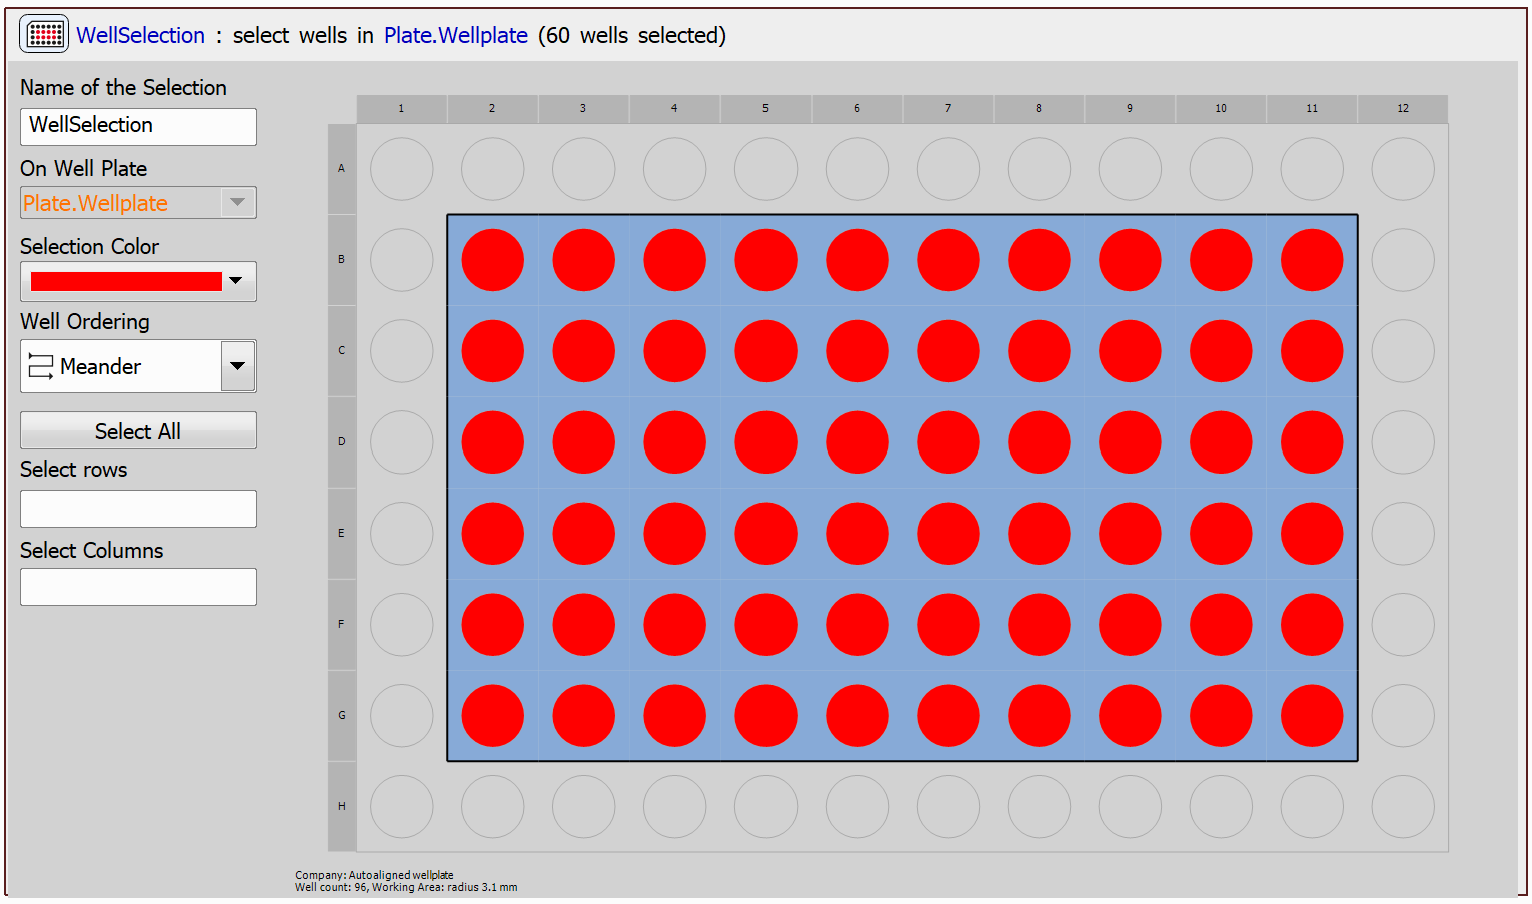 WellSelection : select wells in Plate.Wellplate (60 wells selected)
Name of the Selection
WellSelection
On Well Plate
Plate.Wellplate
Selection Color
Well Ordering
Meander
Select All
Select rows
Select Columns
1 2 3 4 5 6 7 8 9 10 11 12
A
B
C
D
E
F
G
H
Company: Autoaligned wellplate
Well count: 96, Working Area: radius 3.1 mm